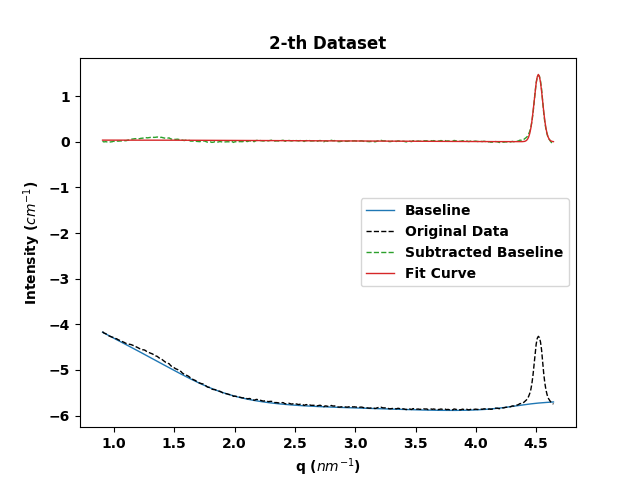 2-th Dataset
Intensity (cm⁻¹)
1
0
−1
−2
−3
−4
−5
−6
Baseline
Original Data
Subtracted Baseline
Fit Curve
1.0 1.5 2.0 2.5 3.0 3.5 4.0 4.5
q (nm⁻¹)